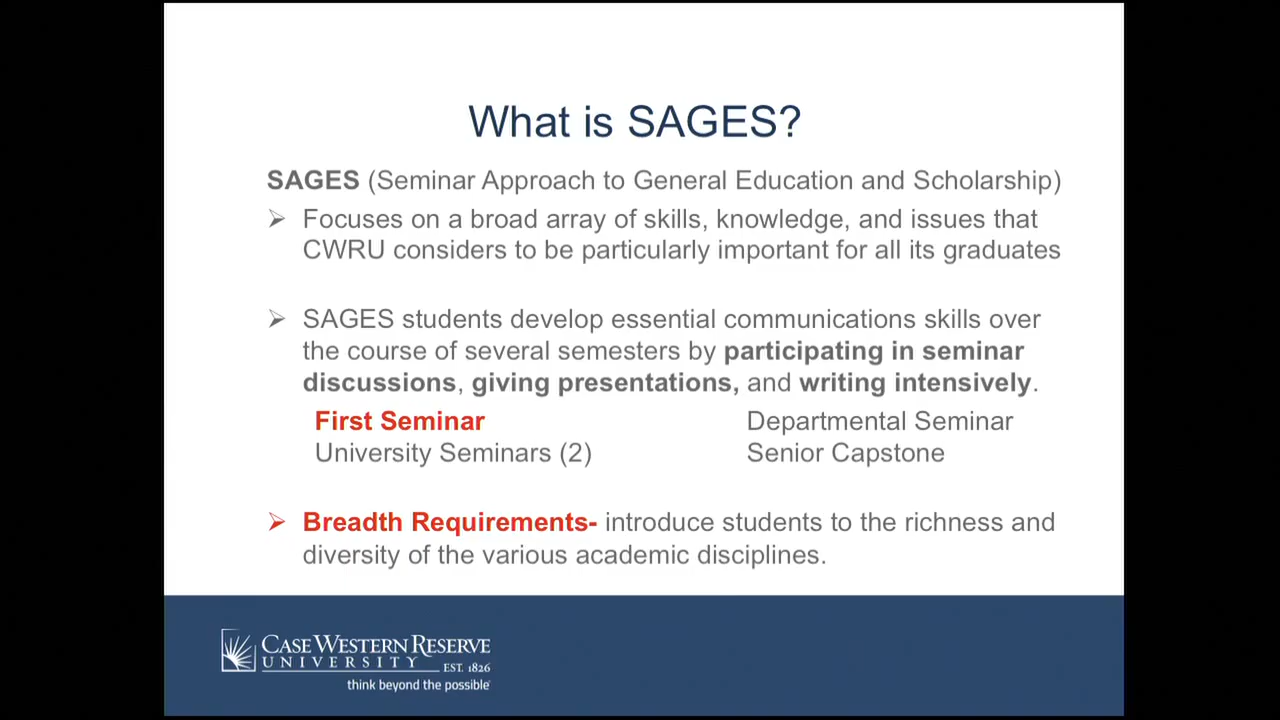 What is SAGES?
SAGES (Seminar Approach to General Education and Scholarship)
➢ Focuses on a broad array of skills, knowledge, and issues that
CWRU considers to be particularly important for all its graduates
➢ SAGES students develop essential communications skills over
the course of several semesters by participating in seminar
discussions, giving presentations, and writing intensively.
First Seminar
University Seminars (2)
Departmental Seminar
Senior Capstone
➢ Breadth Requirements- introduce students to the richness and
diversity of the various academic disciplines.
CASE WESTERN RESERVE
UNIVERSITY EST. 1826
think beyond the possible